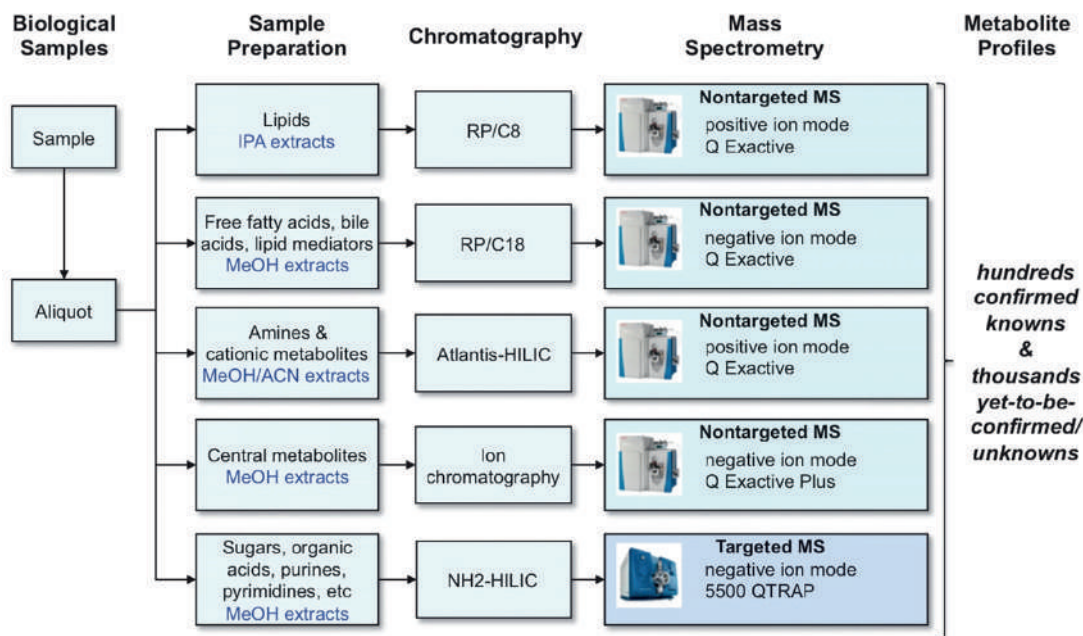 Biological
Samples
Sample
Preparation
Chromatography
Mass
Spectrometry
Metabolite
Profiles
Sample
Aliquot
Lipids
IPA extracts
RP/C8
Nontargeted MS
positive ion mode
Q Exactive
Free fatty acids, bile
acids, lipid mediators
MeOH extracts
RP/C18
Nontargeted MS
negative ion mode
Q Exactive
Amines &
cationic metabolites
MeOH/ACN extracts
Atlantis-HILIC
Nontargeted MS
positive ion mode
Q Exactive
Central metabolites
MeOH extracts
Ion
chromatography
Nontargeted MS
negative ion mode
Q Exactive Plus
Sugars, organic
acids, purines,
pyrimidines, etc
MeOH extracts
NH2-HILIC
Targeted MS
negative ion mode
5500 QTRAP
hundreds
confirmed
knowns
&
thousands
yet-to-be-
confirmed/
unknowns